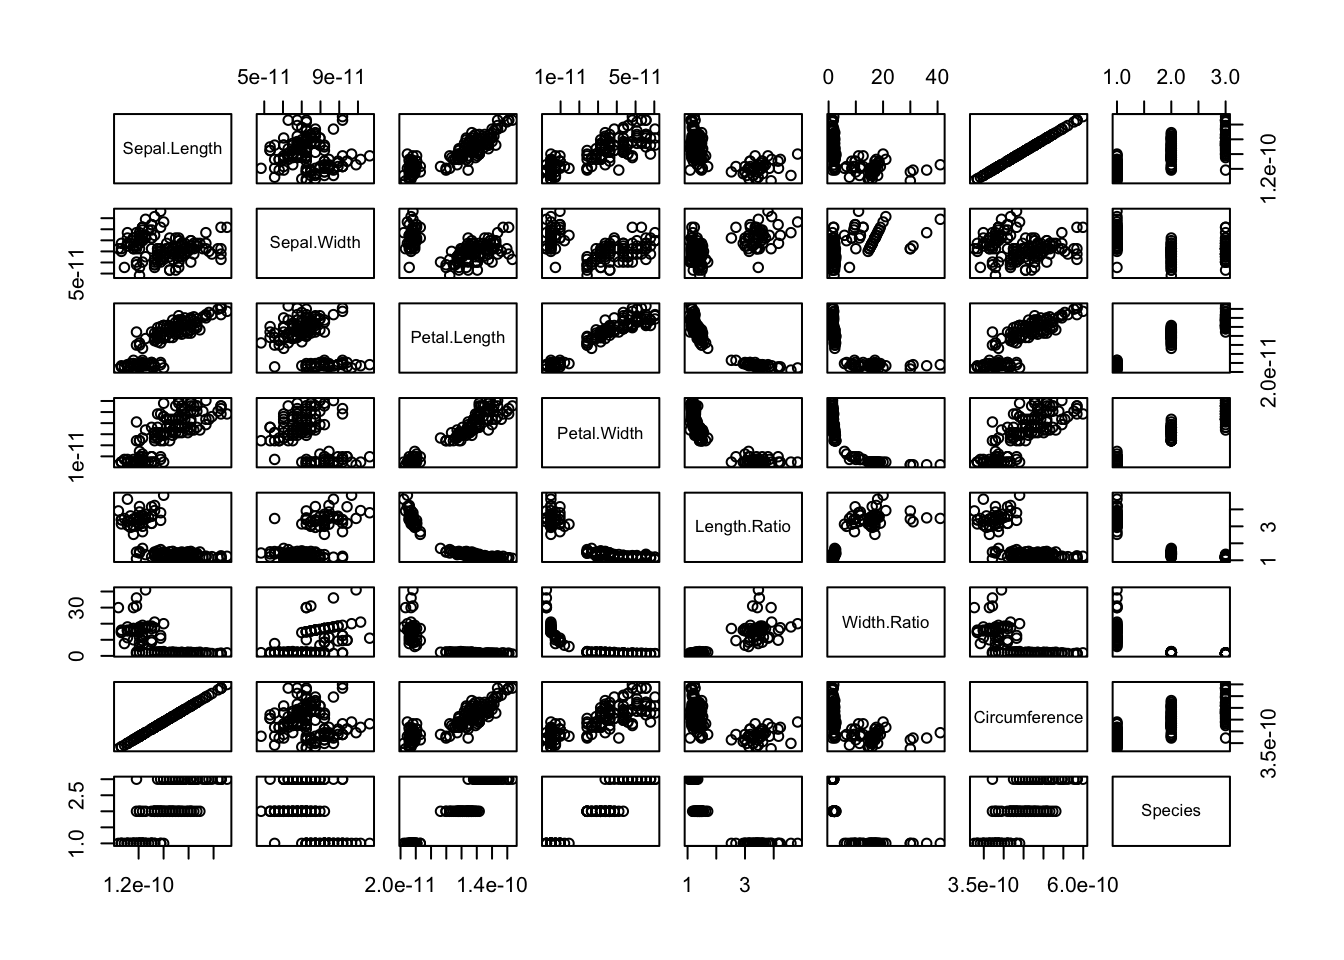 5e-11 9e-11 1e-11 5e-11 0 20 40 1.0 2.0 3.0
Sepal.Length 1.2e-10
5e-11 Sepal.Width
Petal.Length 2.0e-11
1e-11 Petal.Width
Length.Ratio 1 3
0 30 Width.Ratio
Circumference 3.5e-10
1.0 2.5 Species
1.2e-10 2.0e-11 1.4e-10 1 3 3.5e-10 6.0e-10